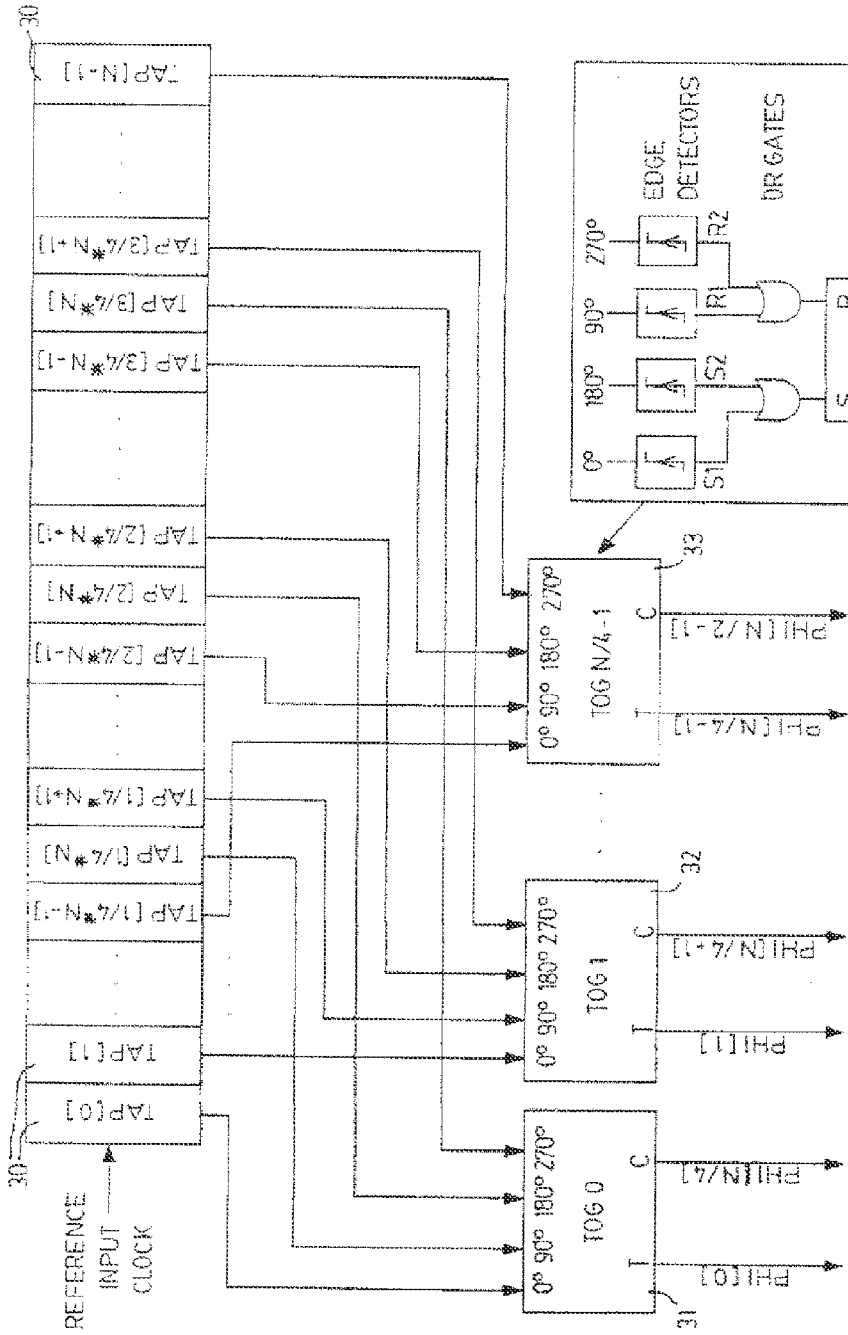 30
30
REFERENCE
INPUT
CLOCK
TAP[0]
TAP[1]
TAP[1/4*N-1]
TAP[1/4*N]
TAP[1/4*N+1]
TAP[2/4*N-1]
TAP[2/4*N]
TAP[2/4*N+1]
TAP[3/4*N-1]
TAP[3/4*N]
TAP[3/4*N+1]
TAP[N-1]
0° 90° 180° 270°
TOG 0
T C
31
PHI[0]
PHI[N/4]
0° 90° 180° 270°
TOG 1
T C
32
PHI[1]
PHI[N/4+1]
0° 90° 180° 270°
TOG N/4-1
T C
33
PHI[N/4-1]
PHI[N/2-1]
0° 180° 90° 270°
EDGE
DETECTORS
S1 S2 R1 R2
OR GATES
S R